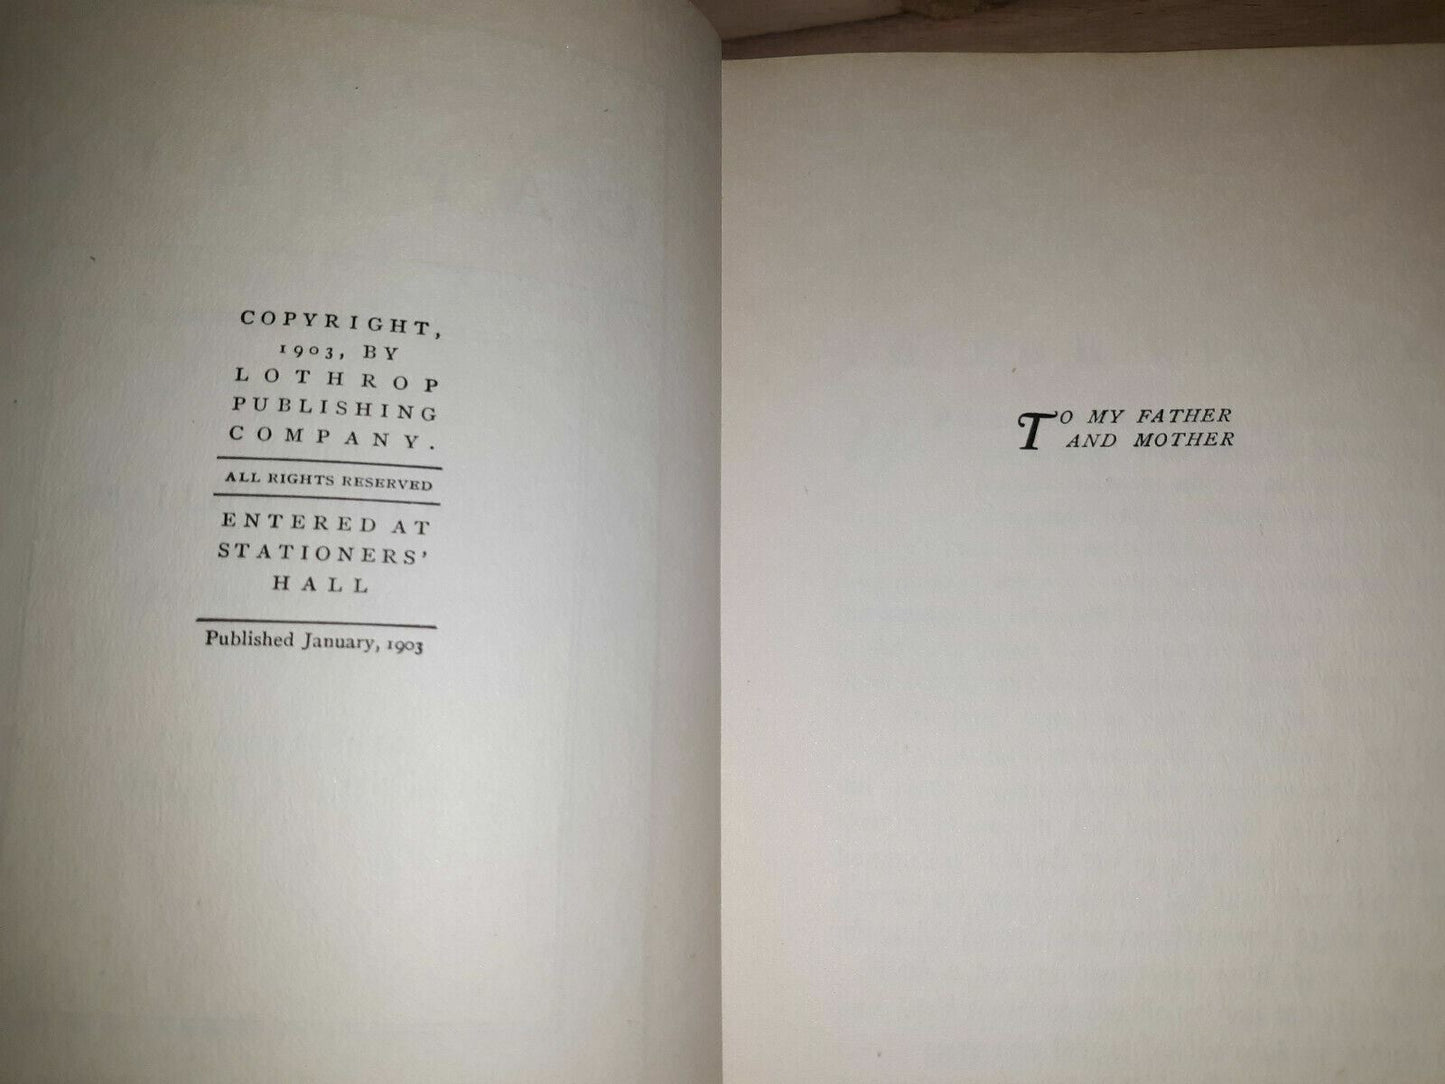 COPYRIGHT,
1903, BY
LOTHROP
PUBLISHING
COMPANY.
ALL RIGHTS RESERVED
ENTERED AT
STATIONERS'
HALL
Published January, 1903
TO MY FATHER
AND MOTHER